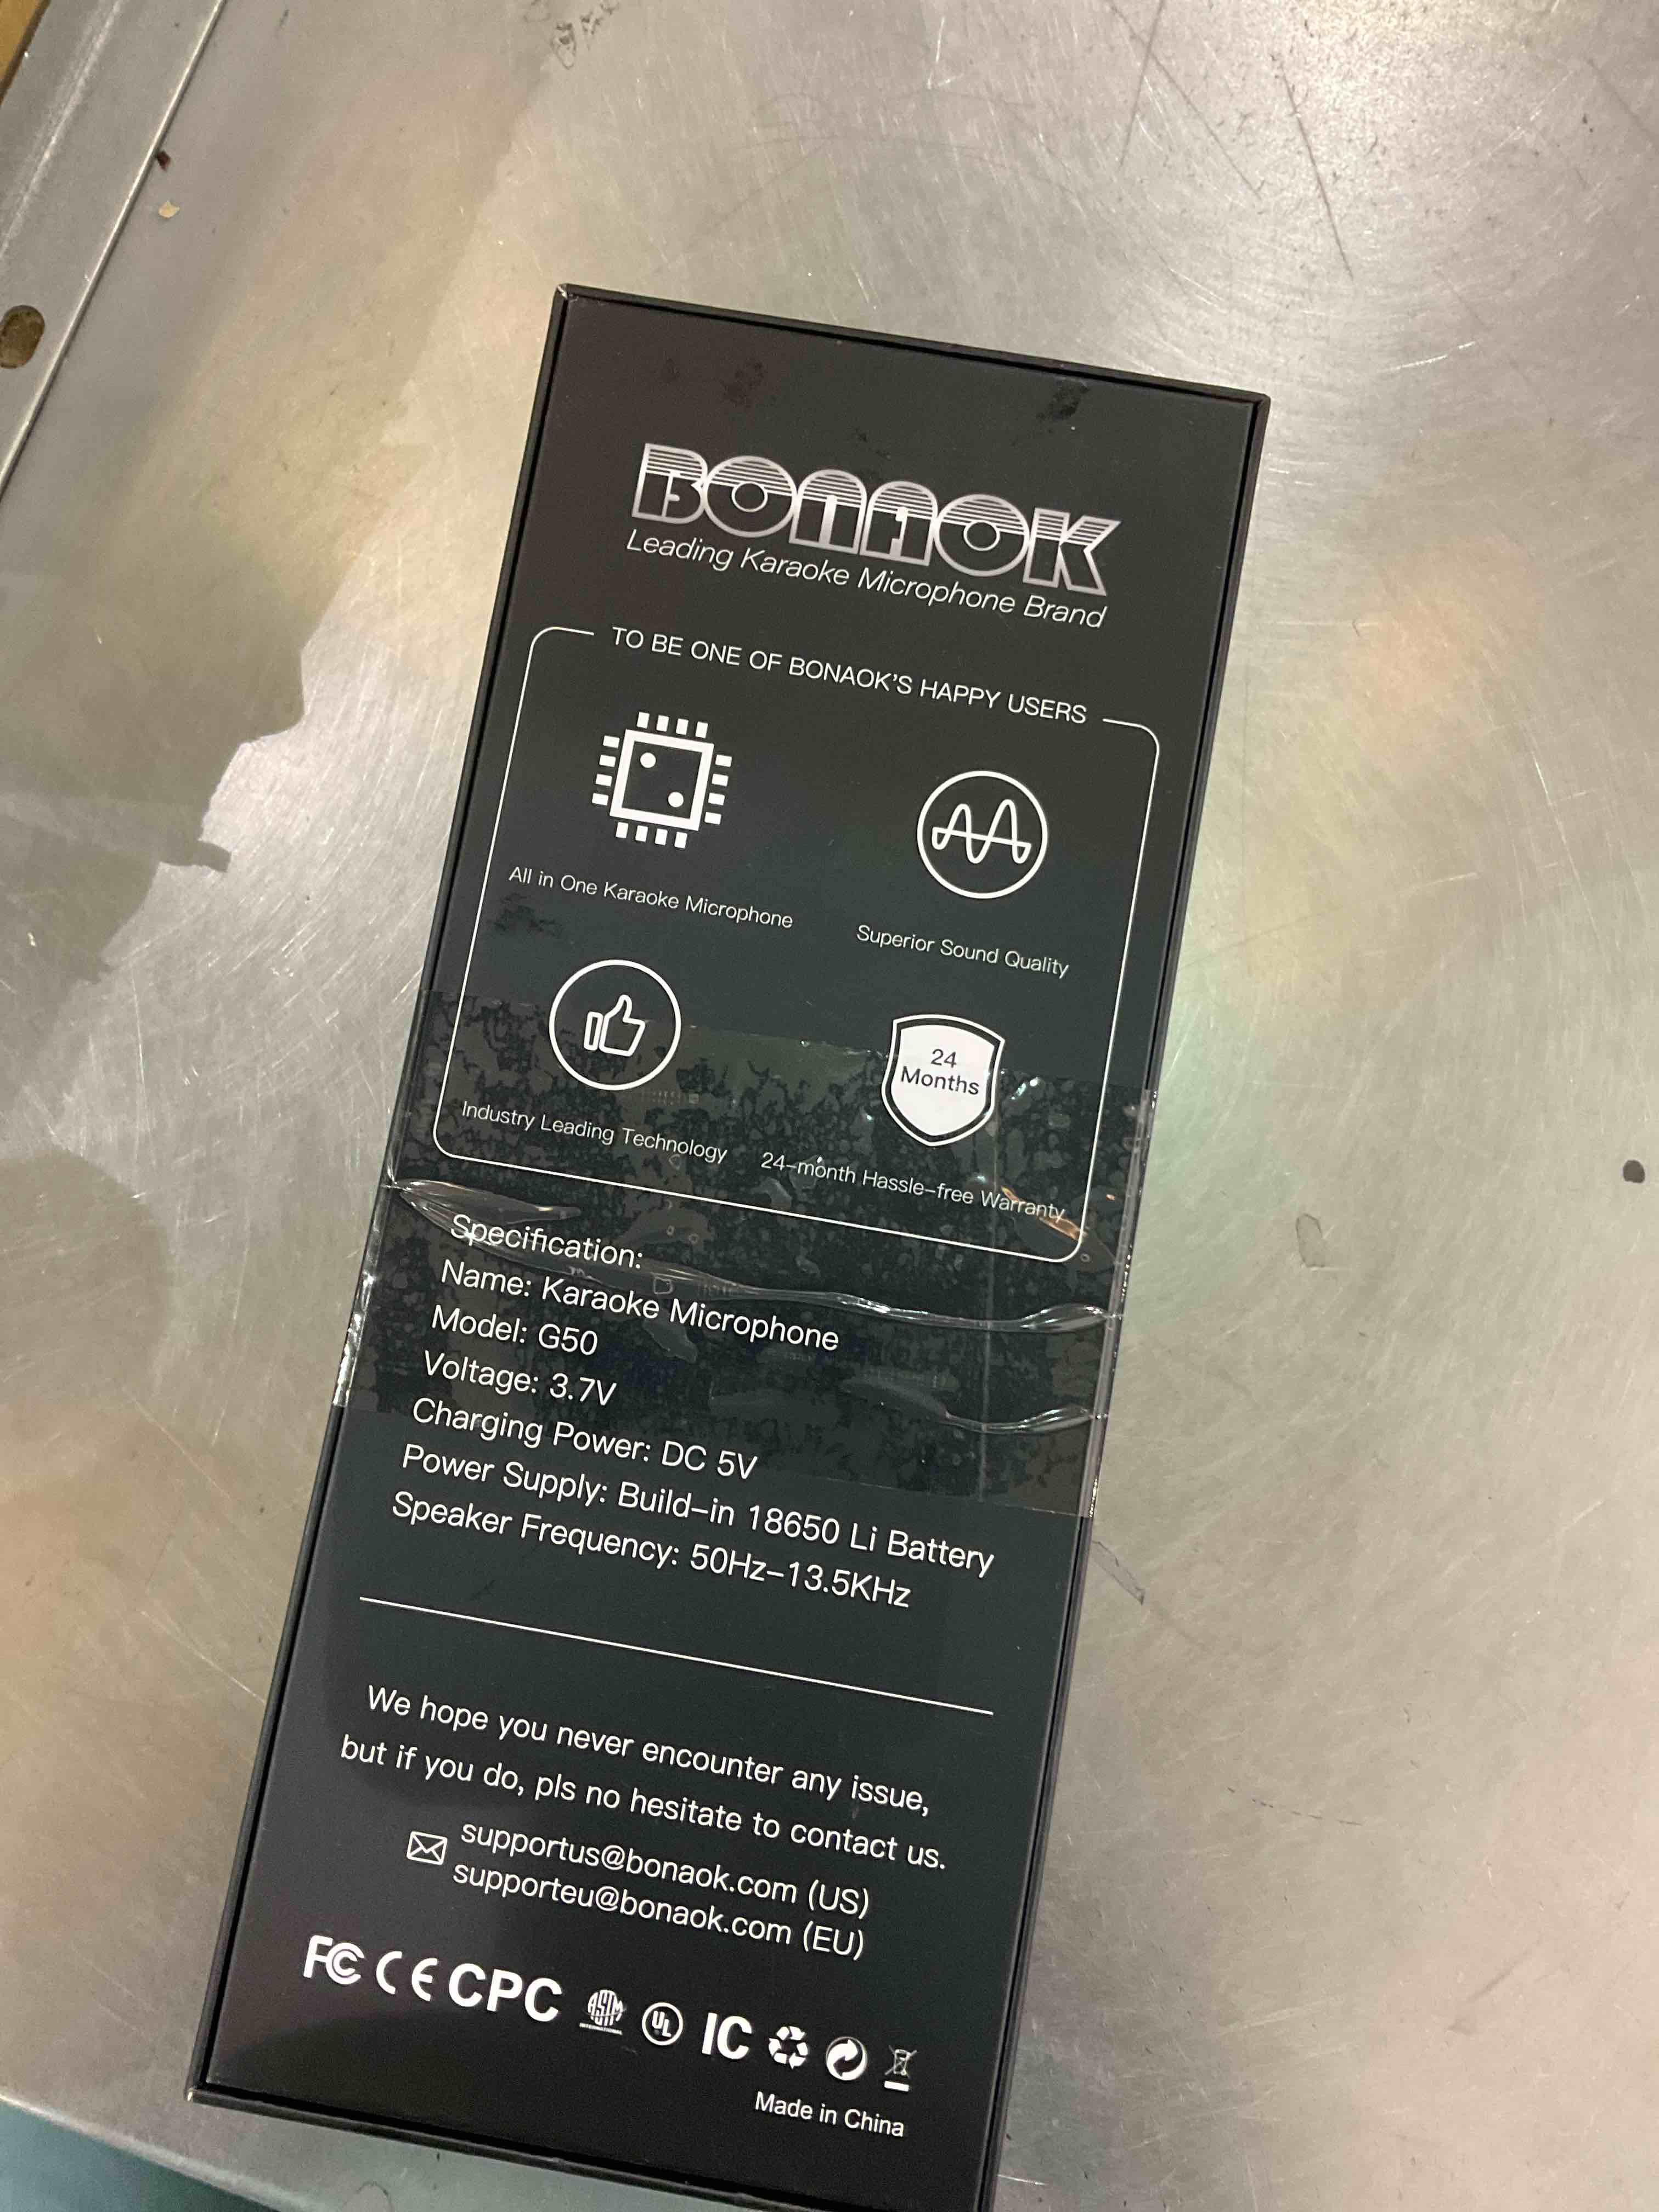 BONAOK
Leading Karaoke Microphone Brand
TO BE ONE OF BONAOK'S HAPPY USERS
All in One Karaoke Microphone
Superior Sound Quality
24
Months
Industry Leading Technology
24-month Hassle-free Warranty
Specification:
Name: Karaoke Microphone
Model: G50
Voltage: 3.7V
Charging Power: DC 5V
Power Supply: Build-in 18650 Li Battery
Speaker Frequency: 50Hz-13.5KHz
We hope you never encounter any issue,
but if you do, pls no hesitate to contact us.
supportus@bonaok.com (US)
supporteu@bonaok.com (EU)
FC CE CPC ASTM INTERNATIONAL UL IC
Made in China